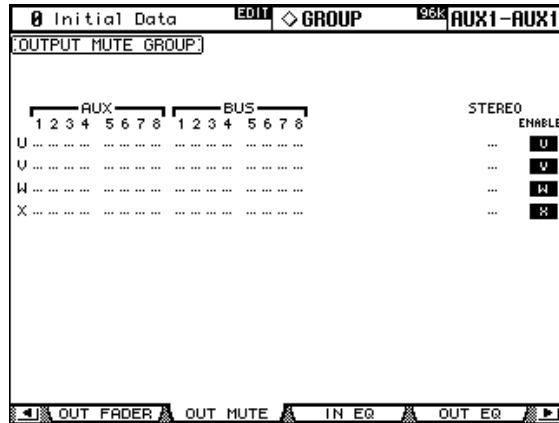 0 Initial Data EDIT ◇ GROUP 96k AUX1-AUX1
OUTPUT MUTE GROUP
AUX BUS STEREO
1 2 3 4 5 6 7 8 1 2 3 4 5 6 7 8 ENABLE
U ... ... ... ... ... ... ... ... ... ... ... ... ... ... ... ... ... U
V ... ... ... ... ... ... ... ... ... ... ... ... ... ... ... ... ... V
W ... ... ... ... ... ... ... ... ... ... ... ... ... ... ... ... ... W
X ... ... ... ... ... ... ... ... ... ... ... ... ... ... ... ... ... X
OUT FADER OUT MUTE IN EQ OUT EQ